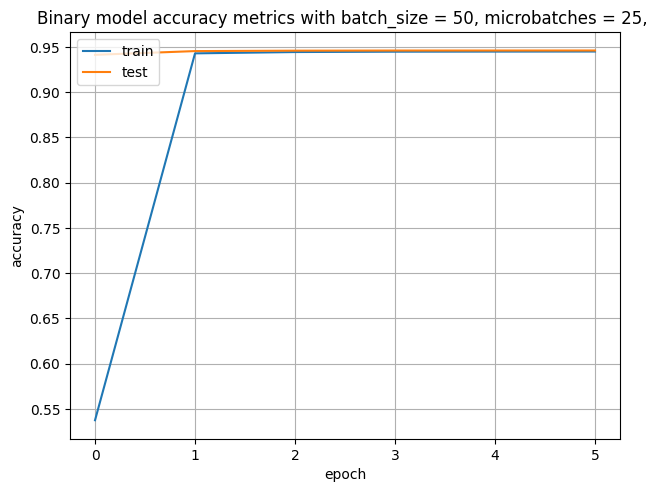 Binary model accuracy metrics with batch_size = 50, microbatches = 25,
train
test
0.95
0.90
0.85
0.80
0.75
0.70
0.65
0.60
0.55
accuracy
0 1 2 3 4 5
epoch